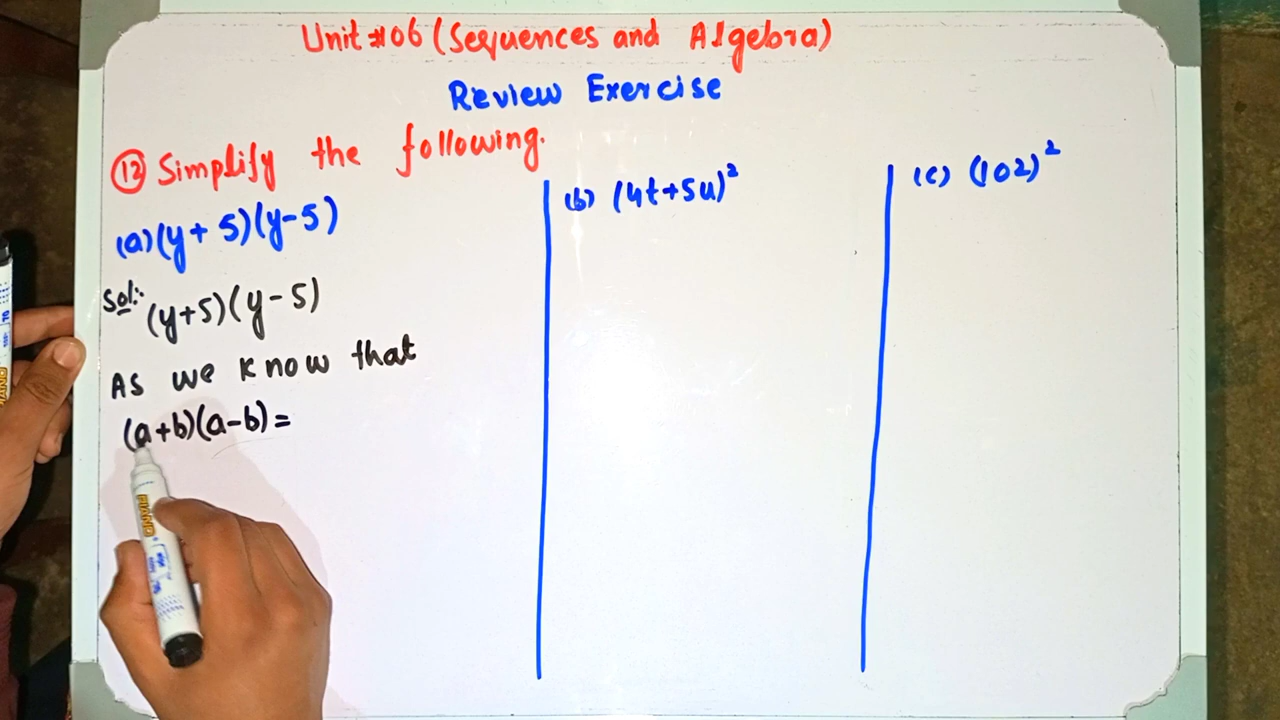 Unit #06 (Sequences and Algebra)
Review Exercise
(12) Simplify the following.
(a) (y + 5)(y - 5)
Sol:- (y+5)(y - 5)
As we know that
(a+b)(a-b) =
(b) (4t+5u)²
(c) (102)²
PIANO